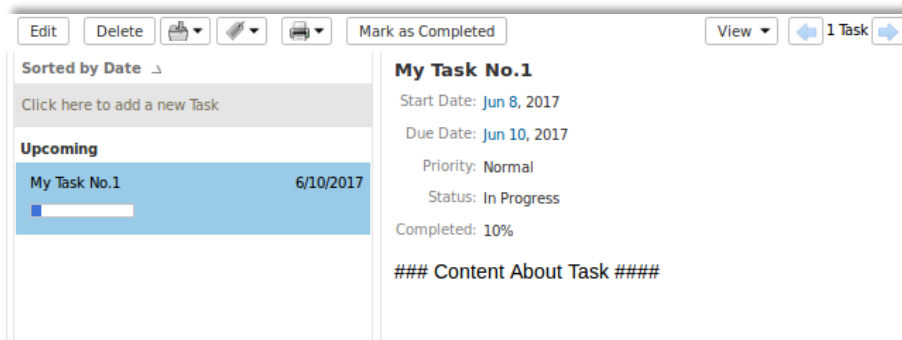 Edit Delete Mark as Completed View 1 Task
Sorted by Date
Click here to add a new Task
Upcoming
My Task No.1 6/10/2017
My Task No.1
Start Date: Jun 8, 2017
Due Date: Jun 10, 2017
Priority: Normal
Status: In Progress
Completed: 10%
### Content About Task ####